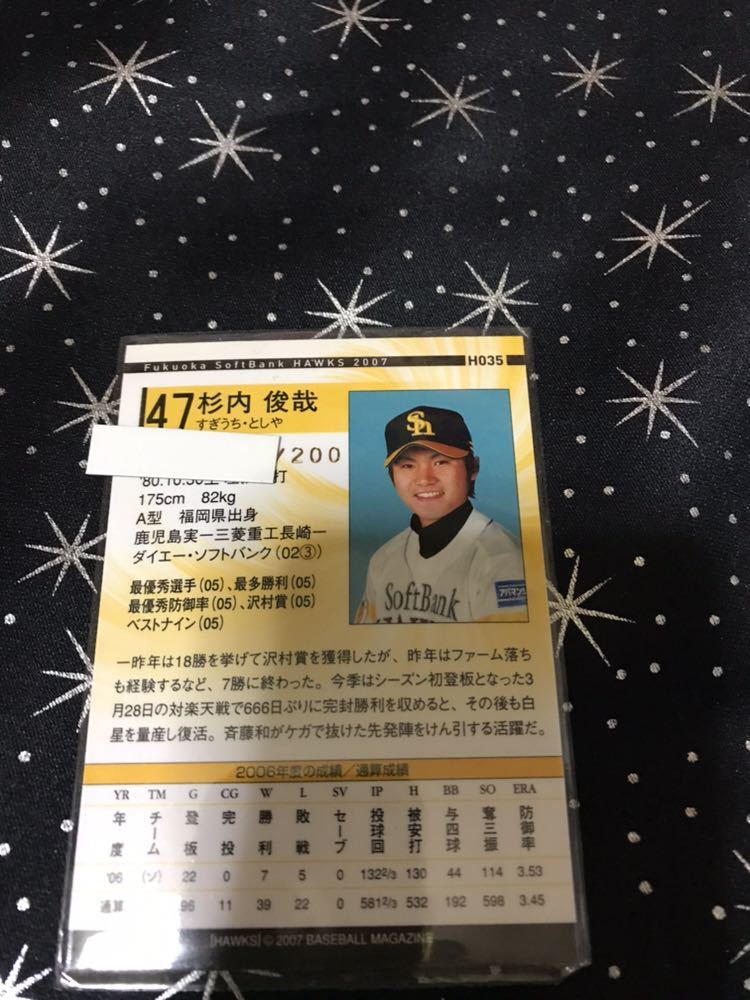 Fukuoka SoftBank HAWKS 2007
H035
47 杉内 俊哉
すぎうち・としや
/200
'80.10.30生 打
175cm 82kg
A型 福岡県出身
鹿児島実ー三菱重工長崎ー
ダイエー・ソフトバンク(02③)
最優秀選手(05)、最多勝利(05)
最優秀防御率(05)、沢村賞(05)
ベストナイン(05)
Sh
SoftBank
アパマン
一昨年は18勝を挙げて沢村賞を獲得したが、昨年はファーム落ち
も経験するなど、7勝に終わった。今季はシーズン初登板となった3
月28日の対楽天戦で666日ぶりに完封勝利を収めると、その後も白
星を量産し復活。斉藤和がケガで抜けた先発陣をけん引する活躍だ。
2006年度の成績/通算成績
YR TM G CG W L SV IP H BB SO ERA
年度 チーム 登板 完投 勝利 敗戦 セーブ 投球回 被安打 与四球 奪三振 防御率
'06 (ソ) 22 0 7 5 0 132 2/3 130 44 114 3.53
通算 96 11 39 22 0 581 2/3 532 192 598 3.45
[HAWKS] © 2007 BASEBALL MAGAZINE